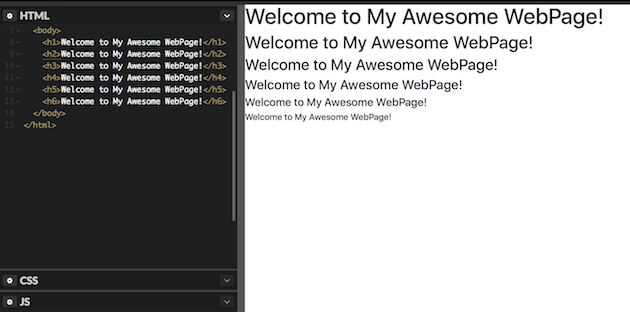 HTML
7 <body>
8 <h1>Welcome to My Awesome WebPage!</h1>
9 <h2>Welcome to My Awesome WebPage!</h2>
10 <h3>Welcome to My Awesome WebPage!</h3>
11 <h4>Welcome to My Awesome WebPage!</h4>
12 <h5>Welcome to My Awesome WebPage!</h5>
13 <h6>Welcome to My Awesome WebPage!</h6>
14 </body>
15 </html>
CSS
JS
Welcome to My Awesome WebPage!
Welcome to My Awesome WebPage!
Welcome to My Awesome WebPage!
Welcome to My Awesome WebPage!
Welcome to My Awesome WebPage!
Welcome to My Awesome WebPage!